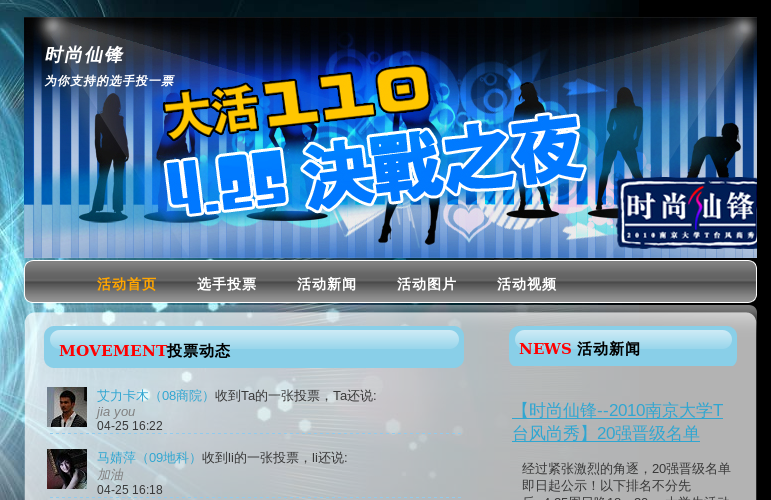 时尚仙锋
为你支持的选手投一票
大活110
4.25 決戰之夜
时尚仙锋
2010南京大学T台风尚秀
活动首页 选手投票 活动新闻 活动图片 活动视频
MOVEMENT投票动态
艾力卡木（08商院）收到Ta的一张投票，Ta还说:
jia you
04-25 16:22
马婧萍（09地科）收到li的一张投票，li还说:
加油
04-25 16:18
NEWS 活动新闻
【时尚仙锋--2010南京大学T
台风尚秀】20强晋级名单
经过紧张激烈的角逐，20强晋级名单
即日起公示！以下排名不分先